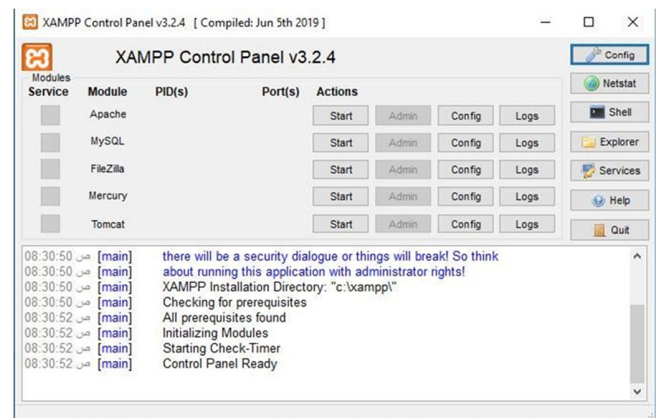 XAMPP Control Panel v3.2.4 [ Compiled: Jun 5th 2019 ]
XAMPP Control Panel v3.2.4
Config
Modules
Service Module PID(s) Port(s) Actions
Netstat
Apache Start Admin Config Logs
Shell
MySQL Start Admin Config Logs
Explorer
FileZilla Start Admin Config Logs
Services
Mercury Start Admin Config Logs
Help
Tomcat Start Admin Config Logs
Quit
08:30:50 ص [main] there will be a security dialogue or things will break! So think
08:30:50 ص [main] about running this application with administrator rights!
08:30:50 ص [main] XAMPP Installation Directory: "c:\xampp\"
08:30:50 ص [main] Checking for prerequisites
08:30:52 ص [main] All prerequisites found
08:30:52 ص [main] Initializing Modules
08:30:52 ص [main] Starting Check-Timer
08:30:52 ص [main] Control Panel Ready